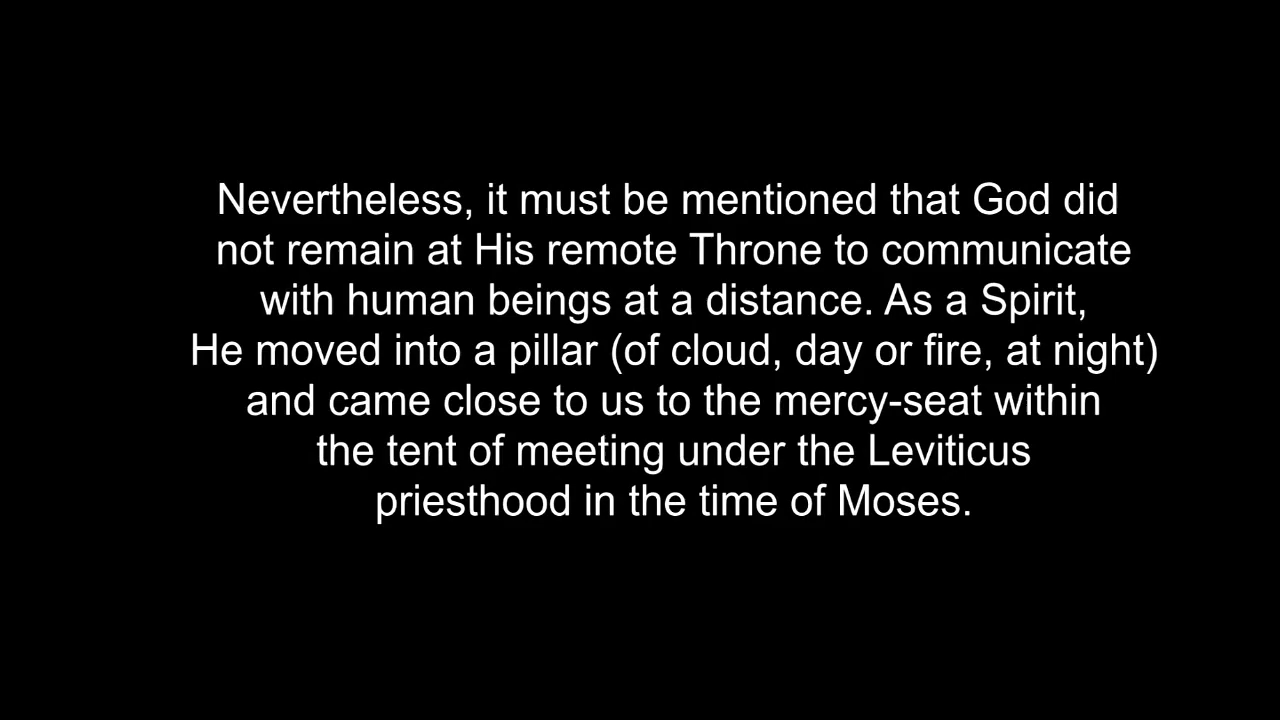 Nevertheless, it must be mentioned that God did
not remain at His remote Throne to communicate
with human beings at a distance. As a Spirit,
He moved into a pillar (of cloud, day or fire, at night)
and came close to us to the mercy-seat within
the tent of meeting under the Leviticus
priesthood in the time of Moses.